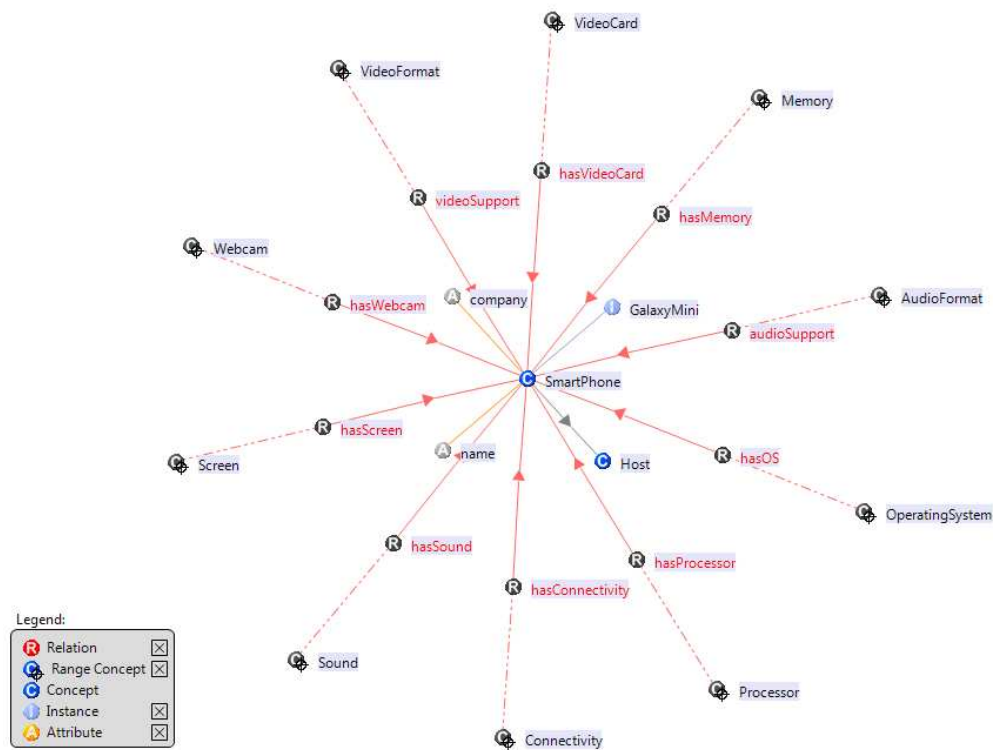 VideoCard
VideoFormat
Memory
hasVideoCard
videoSupport
hasMemory
Webcam
company
hasWebcam
GalaxyMini
AudioFormat
audioSupport
SmartPhone
hasScreen
name
Host
hasOS
Screen
OperatingSystem
hasSound
hasProcessor
hasConnectivity
Legend:
Relation
Range Concept
Concept
Instance
Attribute
Sound
Processor
Connectivity